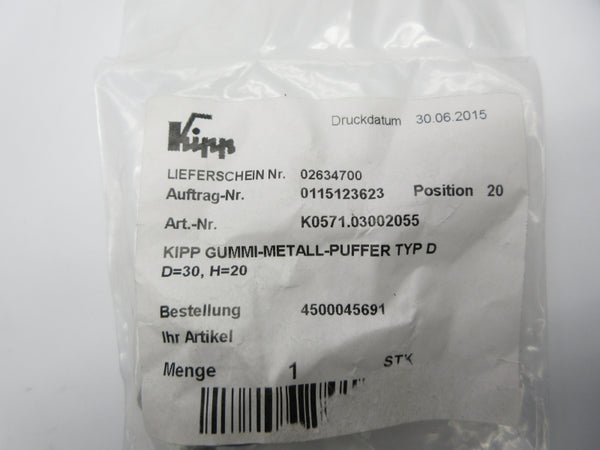 Kipp
Druckdatum 30.06.2015
LIEFERSCHEIN Nr. 02634700
Auftrag-Nr. 0115123623 Position 20
Art.-Nr. K0571.03002055
KIPP GUMMI-METALL-PUFFER TYP D
D=30, H=20
Bestellung 4500045691
Ihr Artikel
Menge 1 STK